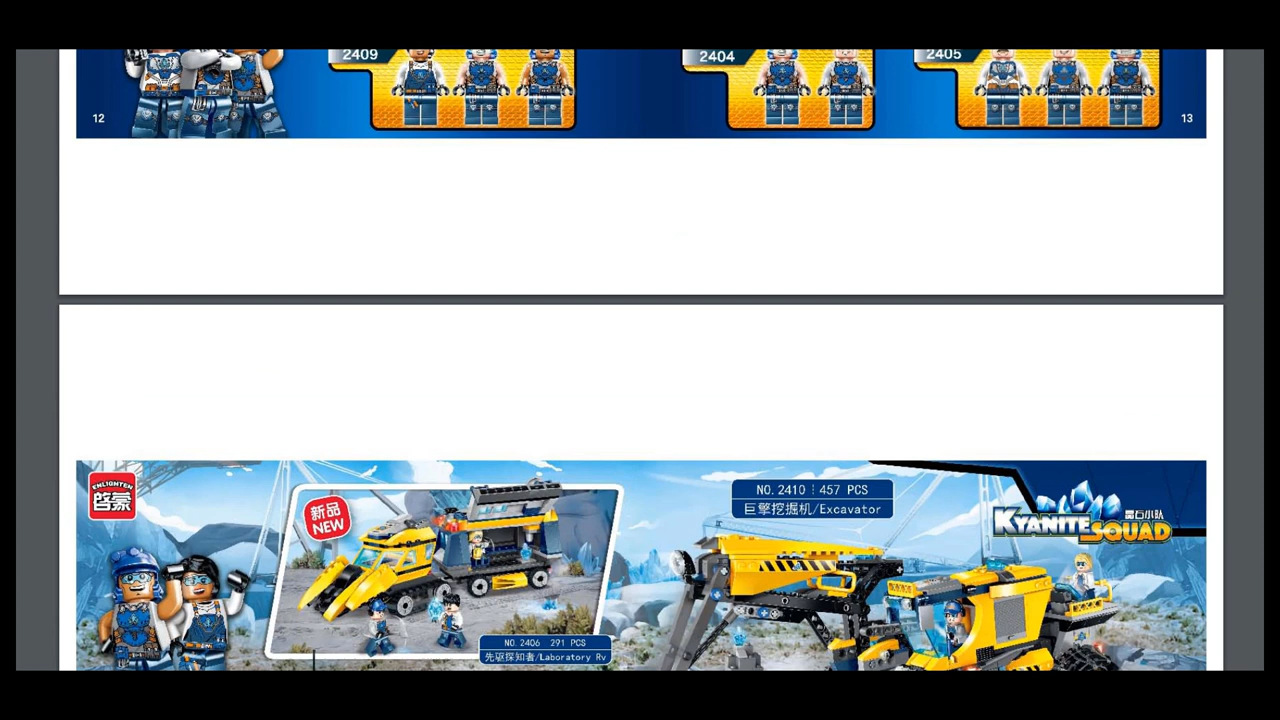 2409
2404
2405
12
13
ENLIGHTEN
启蒙
新品
NEW
NO.2406 291 PCS
先驱探知者/Laboratory Rv
NO.2410 457 PCS
巨擎挖掘机/Excavator
晶石小队
KYANITE SQUAD